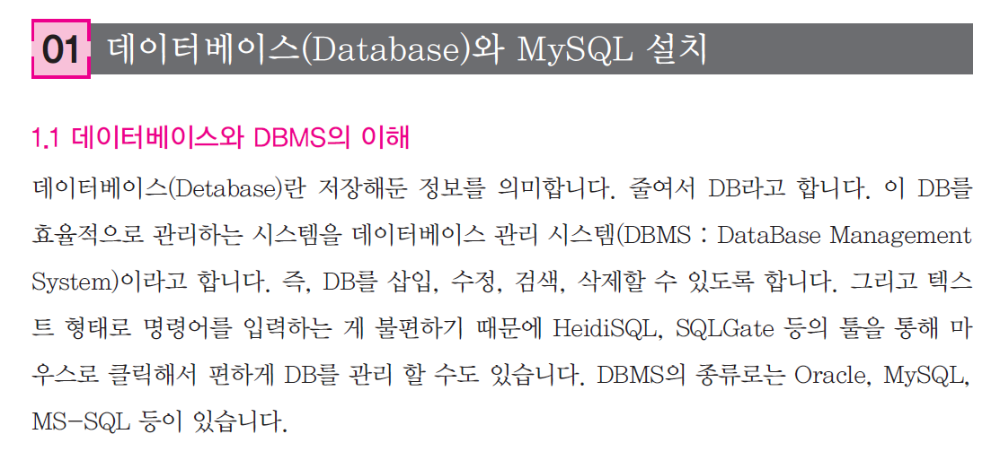 01 데이터베이스(Database)와 MySQL 설치
1.1 데이터베이스와 DBMS의 이해
데이터베이스(Detabase)란 저장해둔 정보를 의미합니다. 줄여서 DB라고 합니다. 이 DB를
효율적으로 관리하는 시스템을 데이터베이스 관리 시스템(DBMS : DataBase Management
System)이라고 합니다. 즉, DB를 삽입, 수정, 검색, 삭제할 수 있도록 합니다. 그리고 텍스
트 형태로 명령어를 입력하는 게 불편하기 때문에 HeidiSQL, SQLGate 등의 툴을 통해 마
우스로 클릭해서 편하게 DB를 관리 할 수도 있습니다. DBMS의 종류로는 Oracle, MySQL,
MS-SQL 등이 있습니다.